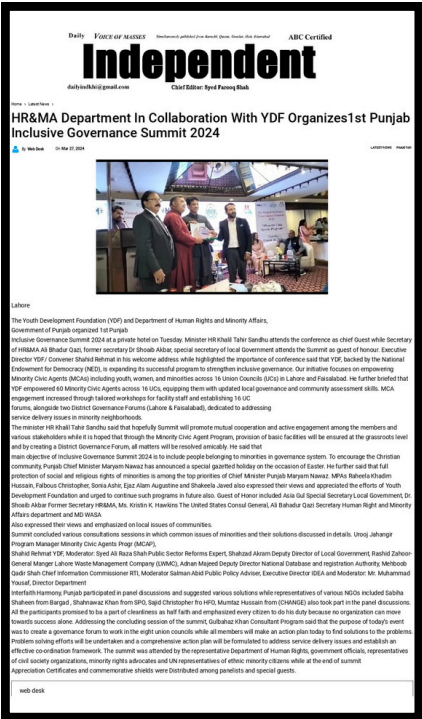 Daily VOICE OF MASSES Simultaneously published from Karachi, Quetta, Sindar, Hub, Islamabad ABC Certified
Independent
dailyindkhi@gmail.com Chief Editor: Syed Farooq Shah
Home > Latest News >
HR&MA Department In Collaboration With YDF Organizes1st Punjab
Inclusive Governance Summit 2024
By Web Desk On Mar 27, 2024 LATEST NEWS PAKISTAN
Lahore
The Youth Development Foundation (YDF) and Department of Human Rights and Minority Affairs,
Government of Punjab organized 1st Punjab
Inclusive Governance Summit 2024 at a private hotel on Tuesday. Minister HR Khalil Tahir Sandhu attends the conference as chief Guest while Secretary
of HR&MA Ali Bhadur Qazi, former secretary Dr Shoaib Akbar, special secretary of local Government attends the Summit as guest of honour. Executive
Director YDF/ Convener Shahid Rehmat in his welcome address while highlighted the importance of conference said that YDF, backed by the National
Endowment for Democracy (NED), is expanding its successful program to strengthen inclusive governance. Our initiative focuses on empowering
Minority Civic Agents (MCAs) including youth, women, and minorities across 16 Union Councils (UCs) in Lahore and Faisalabad. He further briefed that
YDF empowered 60 Minority Civic Agents across 16 UCs, equipping them with updated local governance and community assessment skills. MCA
engagement increased through tailored workshops for facility staff and establishing 16 UC
forums, alongside two District Governance Forums (Lahore & Faisalabad), dedicated to addressing
service delivery issues in minority neighborhoods.
The minister HR Khalil Tahir Sandhu said that hopefully Summit will promote mutual cooperation and active engagement among the members and
various stakeholders while it is hoped that through the Minority Civic Agent Program, provision of basic facilities will be ensured at the grassroots level
and by creating a District Governance Forum, all matters will be resolved amicably. He said that
main objective of Inclusive Governance Summit 2024 is to include people belonging to minorities in governance system. To encourage the Christian
community, Punjab Chief Minister Maryam Nawaz has announced a special gazetted holiday on the occasion of Easter. He further said that full
protection of social and religious rights of minorities is among the top priorities of Chief Minister Punjab Maryam Nawaz. MPAs Raheela Khadim
Hussain, Falbous Christopher, Sonia Ashir, Ejaz Alam Augustine and Shakeela Javed also expressed their views and appreciated the efforts of Youth
Development Foundation and urged to continue such programs in future also. Guest of Honor included Asia Gul Special Secretary Local Government, Dr.
Shoaib Akbar Former Secretary HR&MA, Ms. Kristin K. Hawkins The United States Consul General, Ali Bahadur Qazi Secretary Human Right and Minority
Affairs department and MD WASA
Also expressed their views and emphasized on local issues of communities.
Summit concluded various consultations sessions in which common issues of minorities and their solutions discussed in details. Urooj Jahangir
Program Manager Minority Civic Agents Progr (MCAP),
Shahid Rehmat YDF, Moderator: Syed Ali Raza Shah Public Sector Reforms Expert, Shahzad Akram Deputy Director of Local Government, Rashid Zahoor-
General Manger Lahore Waste Management Company (LWMC), Adnan Majeed Deputy Director National Database and registration Authority, Mehboob
Qadir Shah Chief Information Commissioner RTI, Moderator Salman Abid Public Policy Adviser, Executive Director IDEA and Moderator: Mr. Muhammad
Yousaf, Director Department
Interfaith Harmony, Punjab participated in panel discussions and suggested various solutions while representatives of various NGOs included Sabiha
Shaheen from Bargad , Shahnawaz Khan from SPO, Sajid Christopher fro HFO, Mumtaz Hussain from (CHANGE) also took part in the panel discussions.
All the participants promised to be a part of cleanliness as half faith and emphasized every citizen to do his duty because no organization can move
towards success alone. Addressing the concluding session of the summit, Gulbahaz Khan Consultant Program said that the purpose of today's event
was to create a governance forum to work in the eight union councils while all members will make an action plan today to find solutions to the problems.
Problem solving efforts will be undertaken and a comprehensive action plan will be formulated to address service delivery issues and establish an
effective co-ordination framework. The summit was attended by the representative Department of Human Rights, government officials, representatives
of civil society organizations, minority rights advocates and UN representatives of ethnic minority citizens while at the end of summit
Appreciation Certificates and commemorative shields were Distributed among panelists and special guests.
web desk